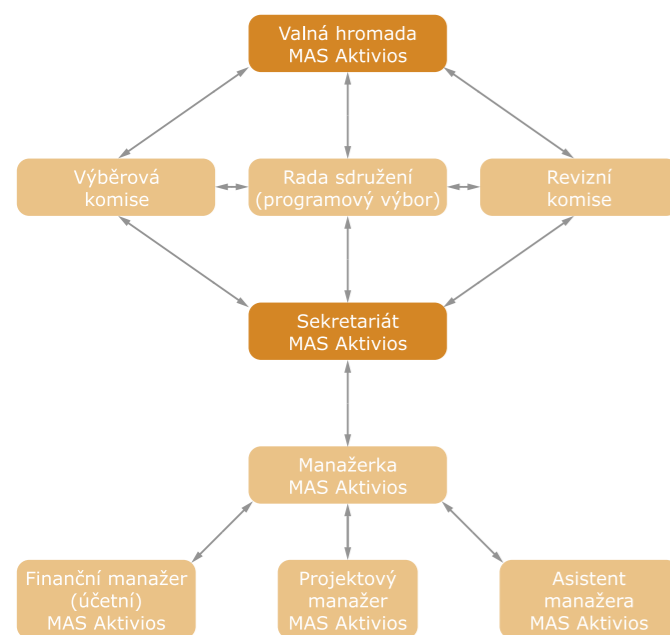 Valná hromada
MAS Aktivios
Výběrová
komise
Rada sdružení
(programový výbor)
Revizní
komise
Sekretariát
MAS Aktivios
Manažerka
MAS Aktivios
Finanční manažer
(účetní)
MAS Aktivios
Projektový
manažer
MAS Aktivios
Asistent
manažera
MAS Aktivios